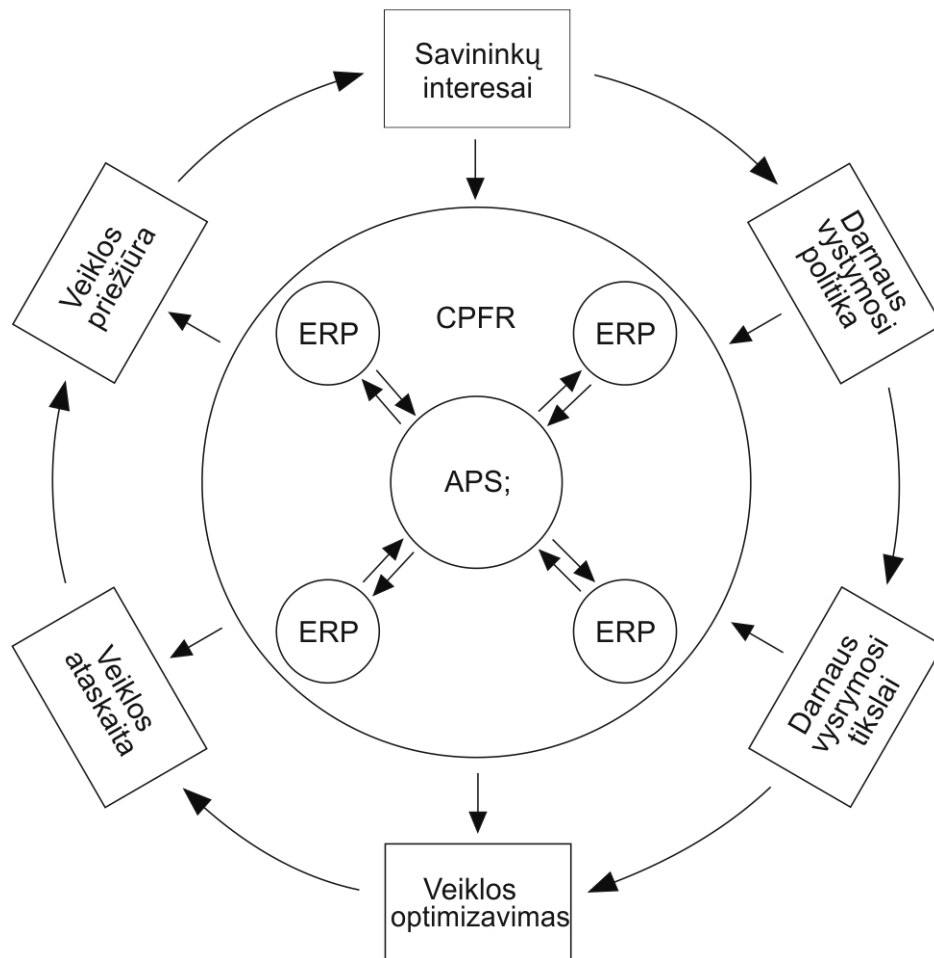 Savininkų
interesai
Darnaus
vystymosi
politika
Darnaus
vysrymosi
tikslai
Veiklos
optimizavimas
Veiklos
ataskaita
Veiklos
priežiūra
CPFR
ERP
ERP
APS;
ERP
ERP